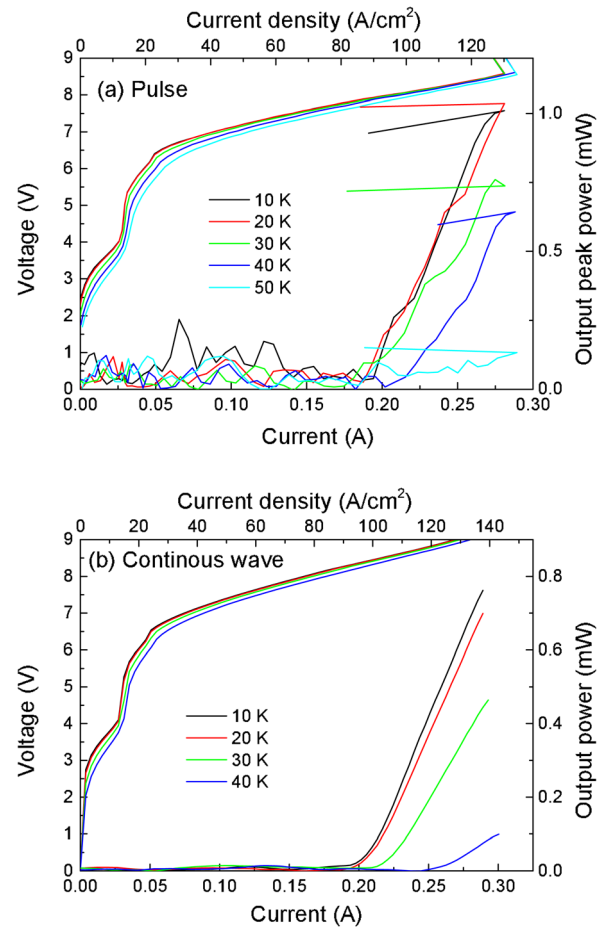 Current density (A/cm²)
0 30 60 90 120
(a) Pulse
9
8
7
6
5
4
3
2
1
0
Voltage (V)
10 K
20 K
30 K
40 K
50 K
1.0
0.5
0.0
Output peak power (mW)
0.00 0.05 0.10 0.15 0.20 0.25 0.30
Current (A)
Current density (A/cm²)
0 20 40 60 80 100 120 140
(b) Continous wave
9
8
7
6
5
4
3
2
1
0
Voltage (V)
10 K
20 K
30 K
40 K
0.8
0.6
0.4
0.2
0.0
Output power (mW)
0.00 0.05 0.10 0.15 0.20 0.25 0.30
Current (A)